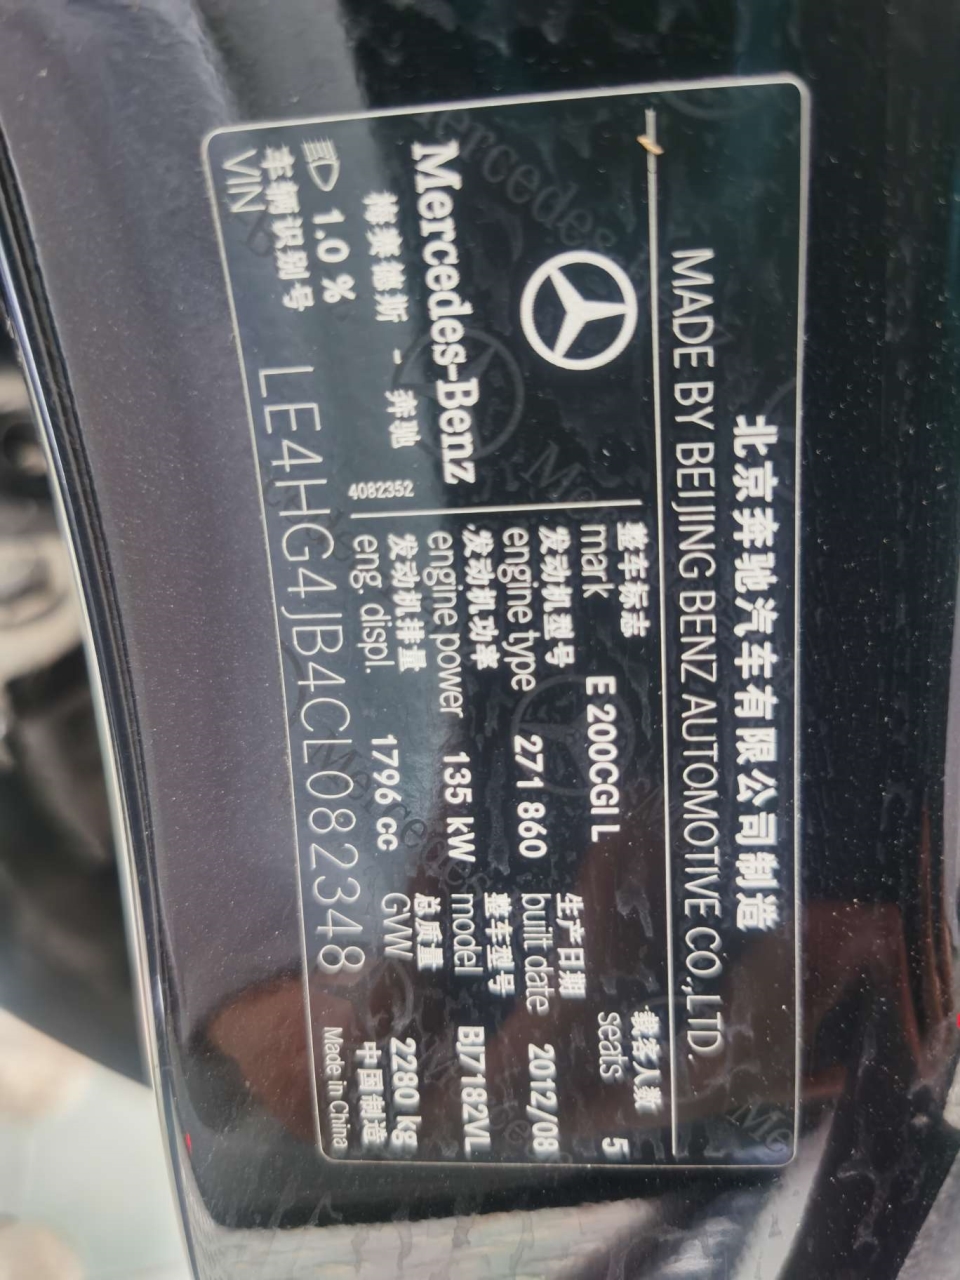 北京奔驰汽车有限公司制造
MADE BY BEIJING BENZ AUTOMOTIVE CO.,LTD.
Mercedes-Benz
梅赛德斯 - 奔驰
4082352
整车标志 mark E 200CGI L
载客人数 seats 5
发动机型号 engine type 271 860
生产日期 built date 2012/08
发动机功率 engine power 135 kW
整车型号 model BJ7182VL
发动机排量 eng. displ. 1796 cc
总质量 GVW 2280 kg
1.0 %
车辆识别号 VIN LE4HG4JB4CL082348
中国制造
Made in China